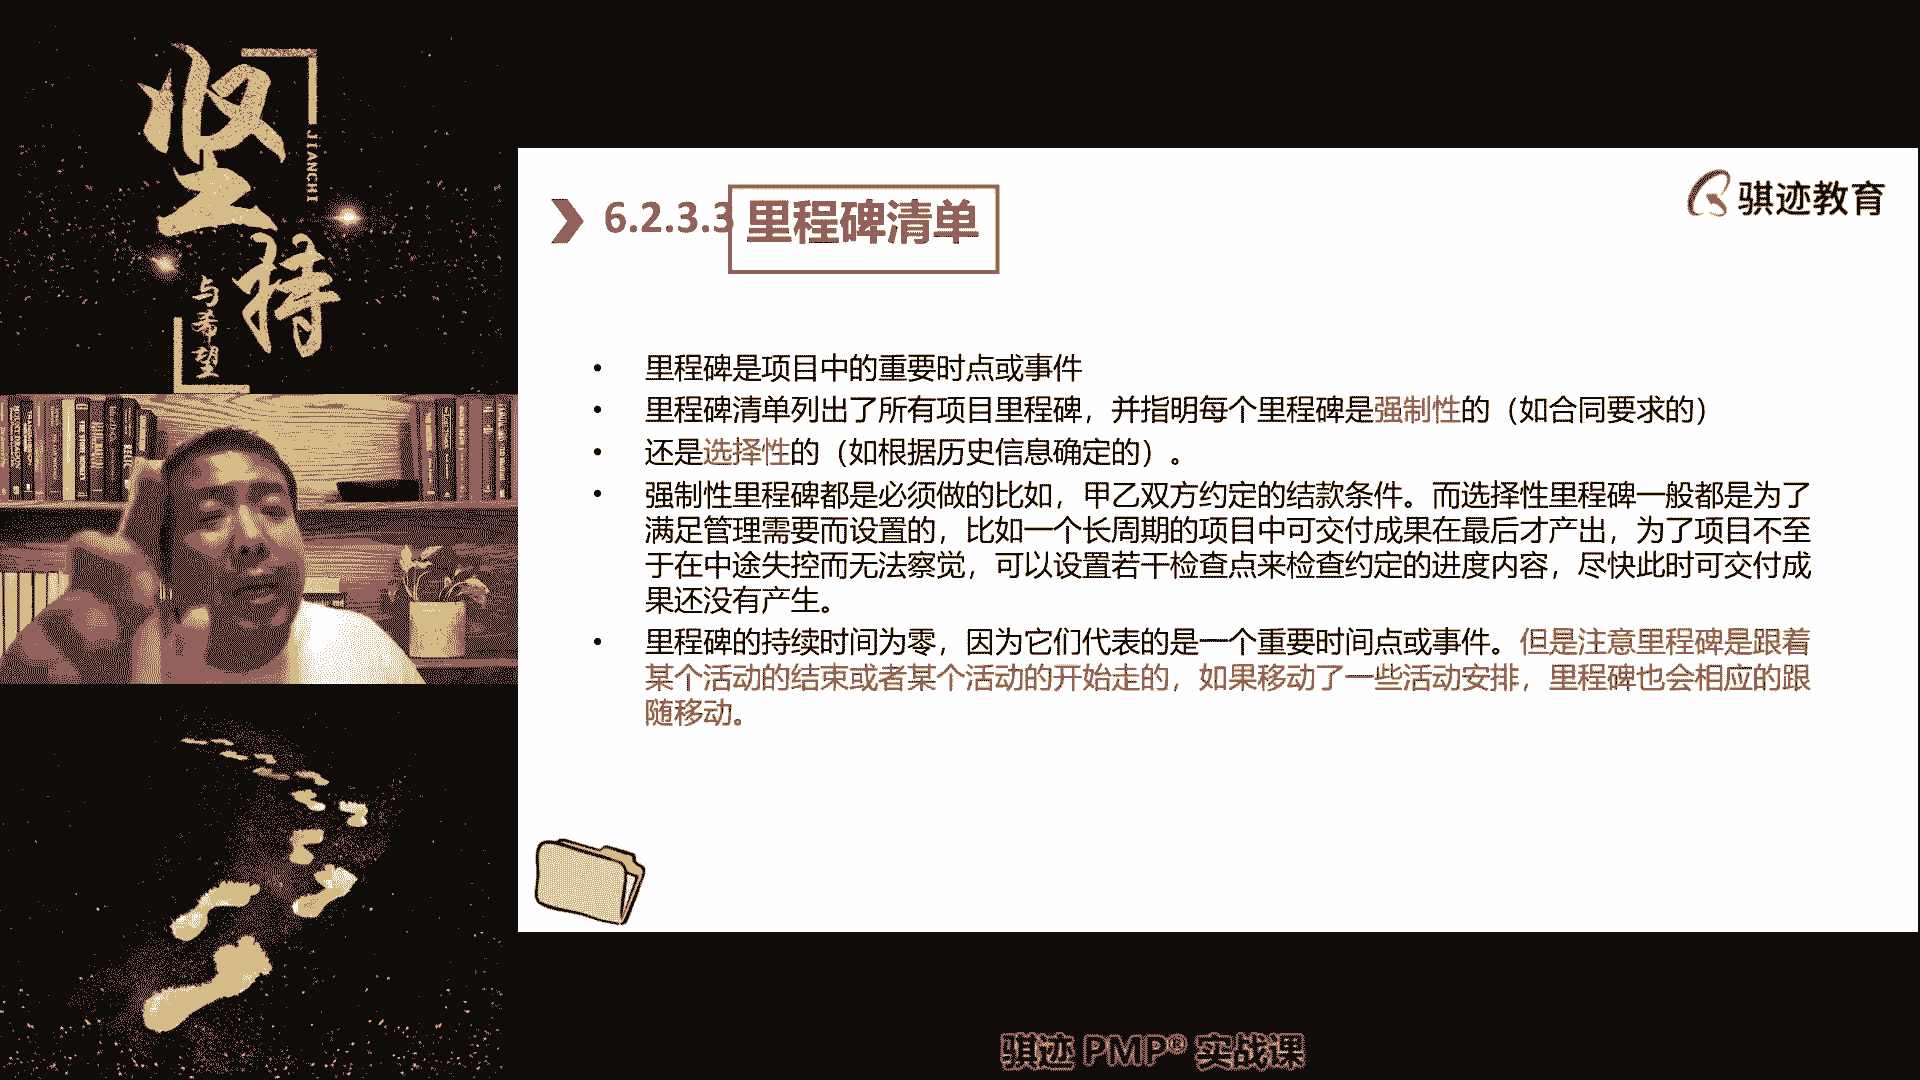 坚持
JIANCHI
与希望
骐迹教育
6.2.3.3 里程碑清单
• 里程碑是项目中的重要时点或事件
• 里程碑清单列出了所有项目里程碑，并指明每个里程碑是强制性的（如合同要求的）
• 还是选择性的（如根据历史信息确定的）。
• 强制性里程碑都是必须做的比如，甲乙双方约定的结款条件。而选择性里程碑一般都是为了
满足管理需要而设置的，比如一个长周期的项目中可交付成果在最后才产出，为了项目不至
于在中途失控而无法察觉，可以设置若干检查点来检查约定的进度内容，尽快此时可交付成
果还没有产生。
• 里程碑的持续时间为零，因为它们代表的是一个重要时间点或事件。但是注意里程碑是跟着
某个活动的结束或者某个活动的开始走的，如果移动了一些活动安排，里程碑也会相应的跟
随移动。
骐迹 PMP® 实战课